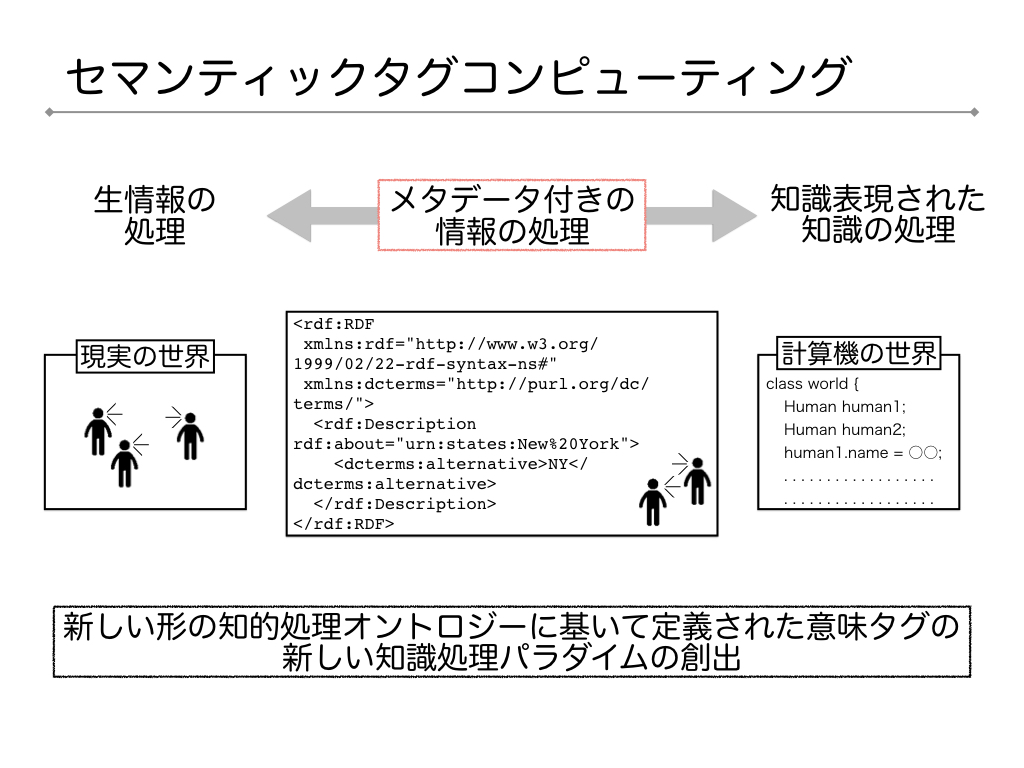 セマンティックタグコンピューティング
生情報の
処理
メタデータ付きの
情報の処理
知識表現された
知識の処理
現実の世界
<rdf:RDF
 xmlns:rdf="http://www.w3.org/
1999/02/22-rdf-syntax-ns#"
 xmlns:dcterms="http://purl.org/dc/
terms/">
  <rdf:Description
rdf:about="urn:states:New%20York">
    <dcterms:alternative>NY</
dcterms:alternative>
  </rdf:Description>
</rdf:RDF>
計算機の世界
class world {
Human human1;
Human human2;
human1.name = ○○;
. . . . . . . . . . . . . . . . . .
. . . . . . . . . . . . . . . . . .
新しい形の知的処理オントロジーに基いて定義された意味タグの
新しい知識処理パラダイムの創出